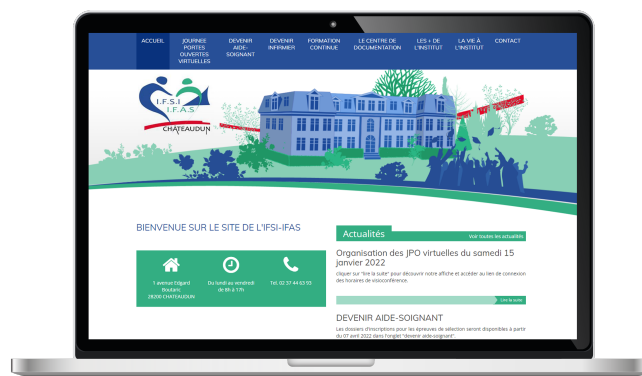 ACCUEIL
JOURNEE
PORTES
OUVERTES
VIRTUELLES
DEVENIR
AIDE-
SOIGNANT
DEVENIR
INFIRMIER
FORMATION
CONTINUE
LE CENTRE DE
DOCUMENTATION
LES + DE
L'INSTITUT
LA VIE À
L'INSTITUT
CONTACT
I.F.S.I
I.F.A.S.
CHATEAUDUN
BIENVENUE SUR LE SITE DE L'IFSI-IFAS
1 avenue Edgard
Boutaric
28200 CHATEAUDUN
Du lundi au vendredi
de 8h à 17h
Tel. 02 37 44 63 93
Actualités
Voir toutes les actualités
Organisation des JPO virtuelles du samedi 15
janvier 2022
cliquer sur "lire la suite" pour découvrir notre affiche et accéder au lien de connexion
des horaires de visioconférence.
Lire la suite
DEVENIR AIDE-SOIGNANT
Les dossiers d'inscriptions pour les épreuves de sélection seront disponibles à partir
du 07 avril 2022 dans l'onglet "devenir aide-soignant".